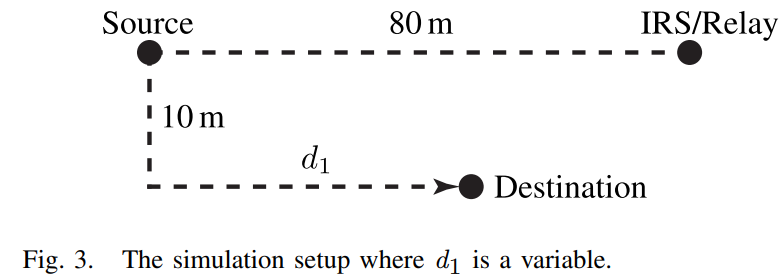 Source 80 m IRS/Relay
10 m
d₁
Destination
Fig. 3. The simulation setup where d₁ is a variable.